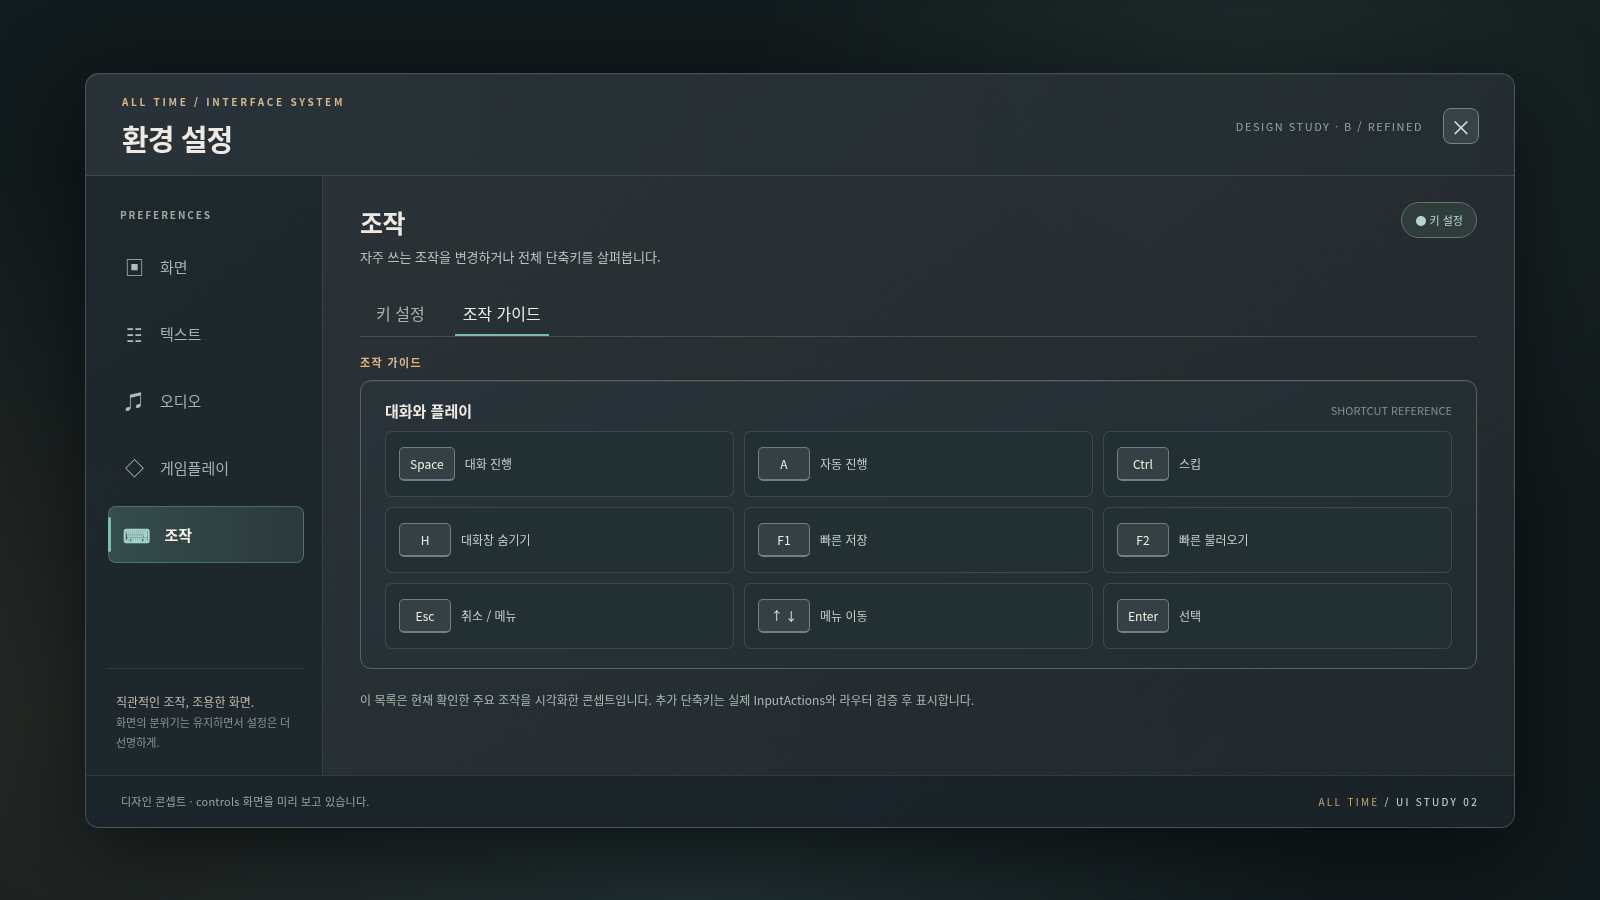 ALL TIME / INTERFACE SYSTEM
환경 설정
DESIGN STUDY · B / REFINED
PREFERENCES
화면
텍스트
오디오
게임플레이
조작
직관적인 조작, 조용한 화면.
화면의 분위기는 유지하면서 설정은 더
선명하게.
조작
자주 쓰는 조작을 변경하거나 전체 단축키를 살펴봅니다.
키 설정
키 설정
조작 가이드
조작 가이드
대화와 플레이
SHORTCUT REFERENCE
Space 대화 진행
A 자동 진행
Ctrl 스킵
H 대화창 숨기기
F1 빠른 저장
F2 빠른 불러오기
Esc 취소 / 메뉴
↑ ↓ 메뉴 이동
Enter 선택
이 목록은 현재 확인한 주요 조작을 시각화한 콘셉트입니다. 추가 단축키는 실제 InputActions와 라우터 검증 후 표시합니다.
디자인 콘셉트 · controls 화면을 미리 보고 있습니다.
ALL TIME / UI STUDY 02